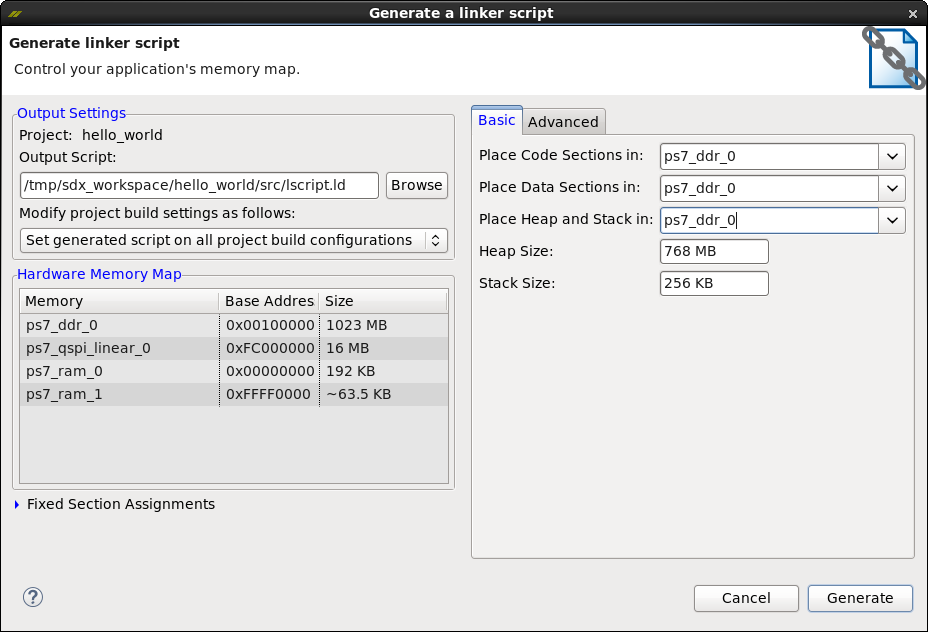 Generate a linker script
Generate linker script
Control your application's memory map.
Output Settings
Project: hello_world
Output Script:
/tmp/sdx_workspace/hello_world/src/lscript.ld
Browse
Modify project build settings as follows:
Set generated script on all project build configurations
Hardware Memory Map
Memory Base Addres Size
ps7_ddr_0 0x00100000 1023 MB
ps7_qspi_linear_0 0xFC000000 16 MB
ps7_ram_0 0x00000000 192 KB
ps7_ram_1 0xFFFF0000 ~63.5 KB
Fixed Section Assignments
Basic Advanced
Place Code Sections in: ps7_ddr_0
Place Data Sections in: ps7_ddr_0
Place Heap and Stack in: ps7_ddr_0
Heap Size: 768 MB
Stack Size: 256 KB
?
Cancel Generate